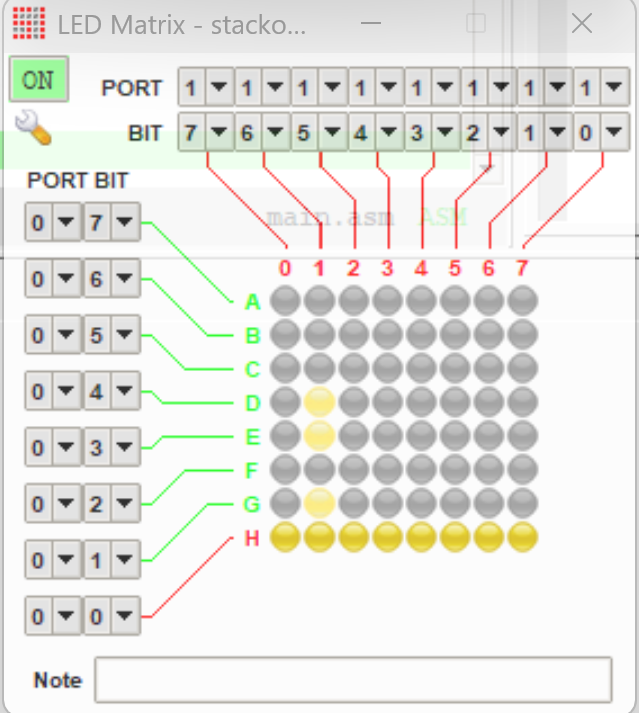 LED Matrix - stacko...
ON
PORT 1 1 1 1 1 1 1 1
BIT 7 6 5 4 3 2 1 0
PORT BIT
main.asm ASM
0 7
0 6
0 5
0 4
0 3
0 2
0 1
0 0
0 1 2 3 4 5 6 7
A
B
C
D
E
F
G
H
Note